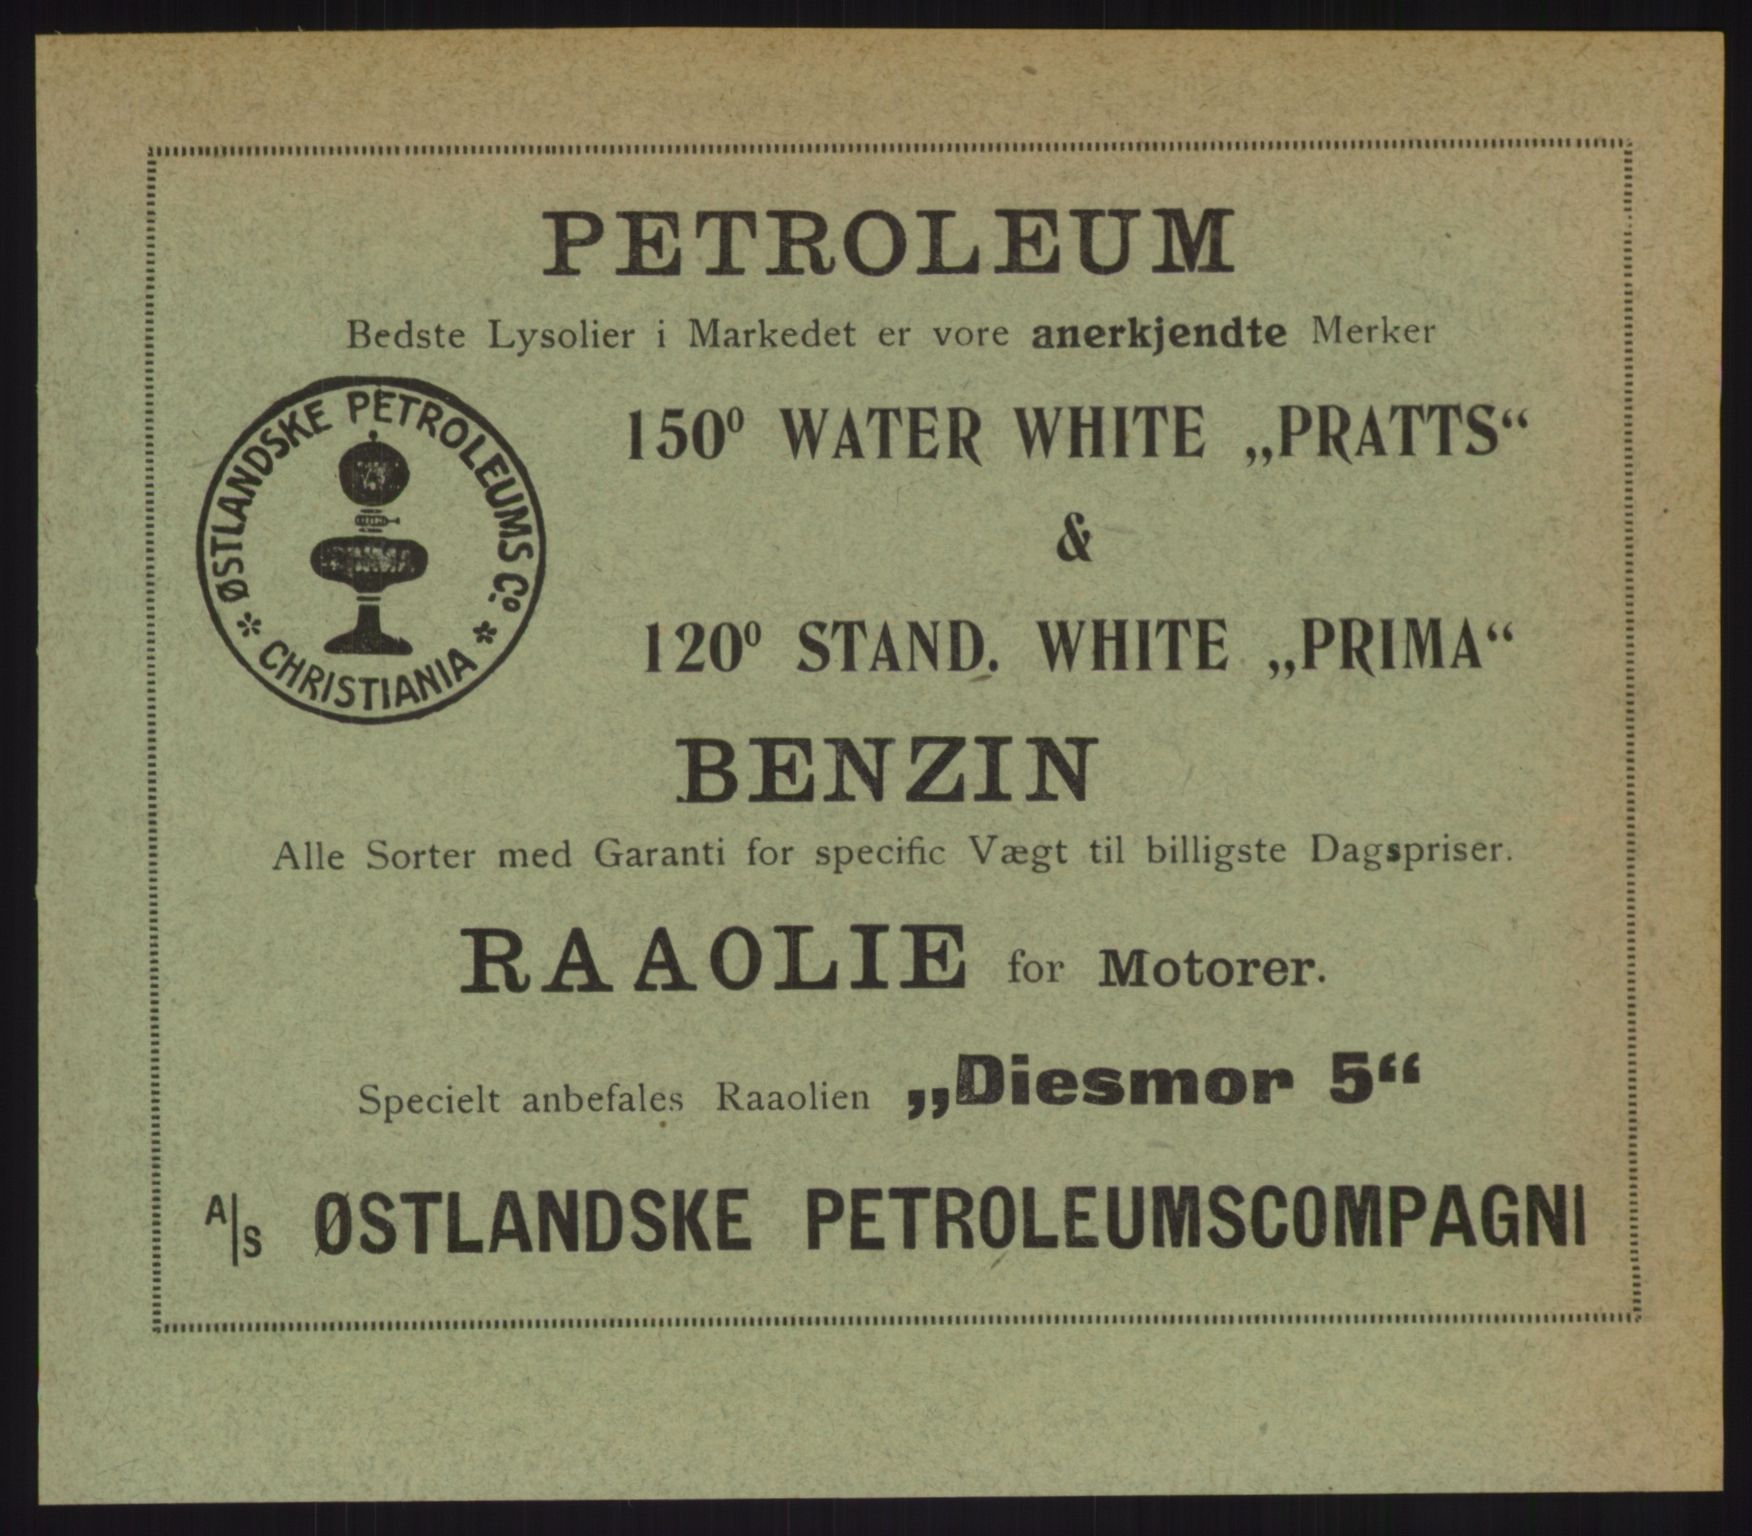 PETROLEUM
Bedste Lysolier i Markedet er vore anerkjendte Merker
ØSTLANDSKE PETROLEUMS Co.
* CHRISTIANIA *
150° WATER WHITE „PRATTS“
&
120° STAND. WHITE „PRIMA“
BENZIN
Alle Sorter med Garanti for specific Vægt til billigste Dagspriser.
RAAOLIE for Motorer.
Specielt anbefales Raaolien „Diesmor 5“
A/S ØSTLANDSKE PETROLEUMSCOMPAGNI